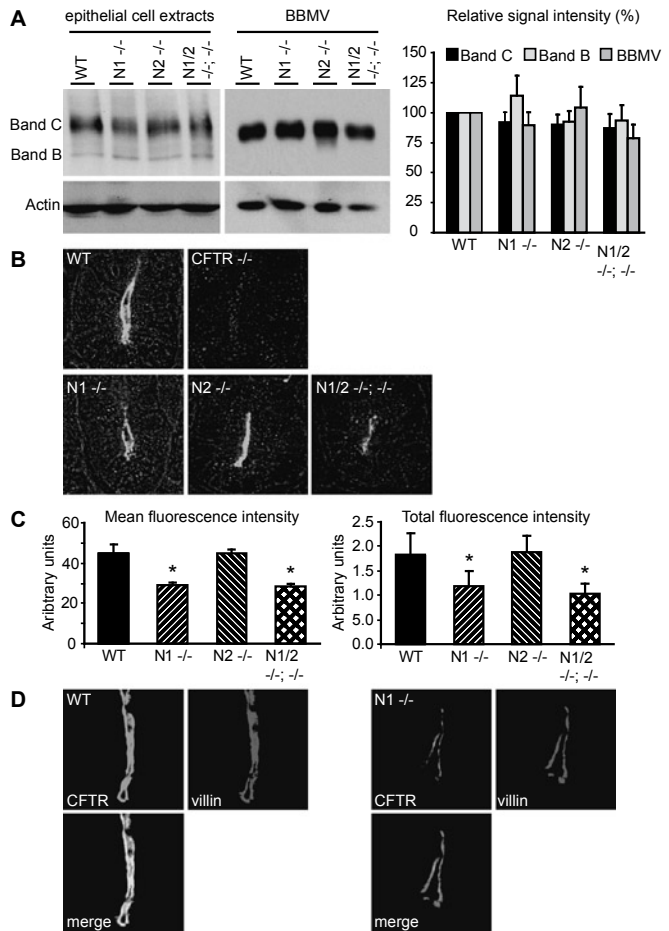 A
epithelial cell extracts
WT
N1 -/-
N2 -/-
N1/2
-/-; -/-
BBMV
WT
N1 -/-
N2 -/-
N1/2
-/-; -/-
Band C
Band B
Actin
Relative signal intensity (%)
Band C
Band B
BBMV
150
125
100
75
50
25
0
WT
N1 -/-
N2 -/-
N1/2
-/-; -/-
B
WT
CFTR -/-
N1 -/-
N2 -/-
N1/2 -/-; -/-
C
Mean fluorescence intensity
Aribtrary units
60
40
20
0
*
*
WT
N1 -/-
N2 -/-
N1/2
-/-; -/-
Total fluorescence intensity
Arbitrary units
2.5
2.0
1.5
1.0
0.5
0.0
*
*
WT
N1 -/-
N2 -/-
N1/2
-/-; -/-
D
WT
CFTR
villin
merge
N1 -/-
CFTR
villin
merge